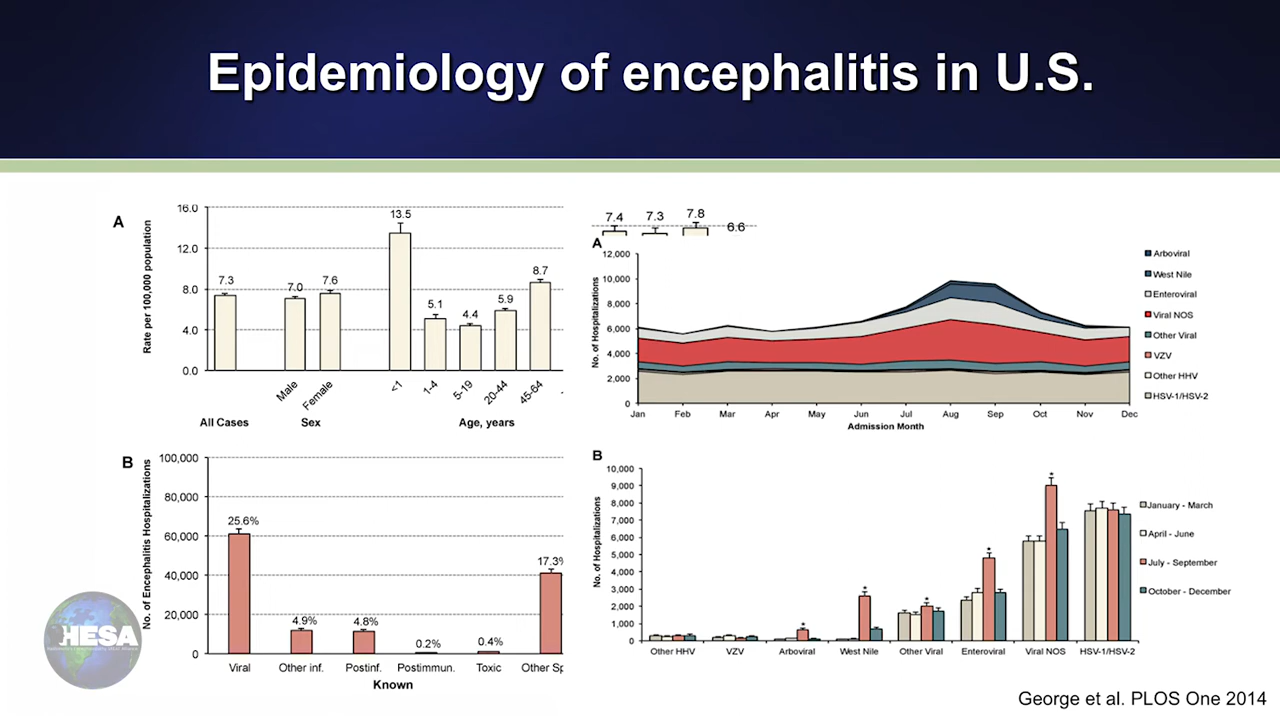 Epidemiology of encephalitis in U.S.
A
Rate per 100,000 population
16.0
12.0
8.0
4.0
0.0
7.3
7.0
7.6
13.5
5.1
4.4
5.9
8.7
Male
Female
<1
1-4
5-19
20-44
45-64
All Cases
Sex
Age, years
7.4
7.3
7.8
6.6
A
No. of Hospitalizations
12,000
10,000
8,000
6,000
4,000
2,000
0
Jan
Feb
Mar
Apr
May
Jun
Jul
Aug
Sep
Oct
Nov
Dec
Admission Month
Arboviral
West Nile
Enteroviral
Viral NOS
Other Viral
VZV
Other HHV
HSV-1/HSV-2
B
No. of Encephalitis Hospitalizations
100,000
80,000
60,000
40,000
20,000
0
25.6%
4.9%
4.8%
0.2%
0.4%
17.3%
Viral
Other inf.
Postinf.
Postimmun.
Toxic
Other Sp
Known
B
No. of Hospitalizations
10,000
9,000
8,000
7,000
6,000
5,000
4,000
3,000
2,000
1,000
0
*
*
*
*
*
Other HHV
VZV
Arboviral
West Nile
Other Viral
Enteroviral
Viral NOS
HSV-1/HSV-2
January - March
April - June
July - September
October - December
HESA
George et al. PLOS One 2014